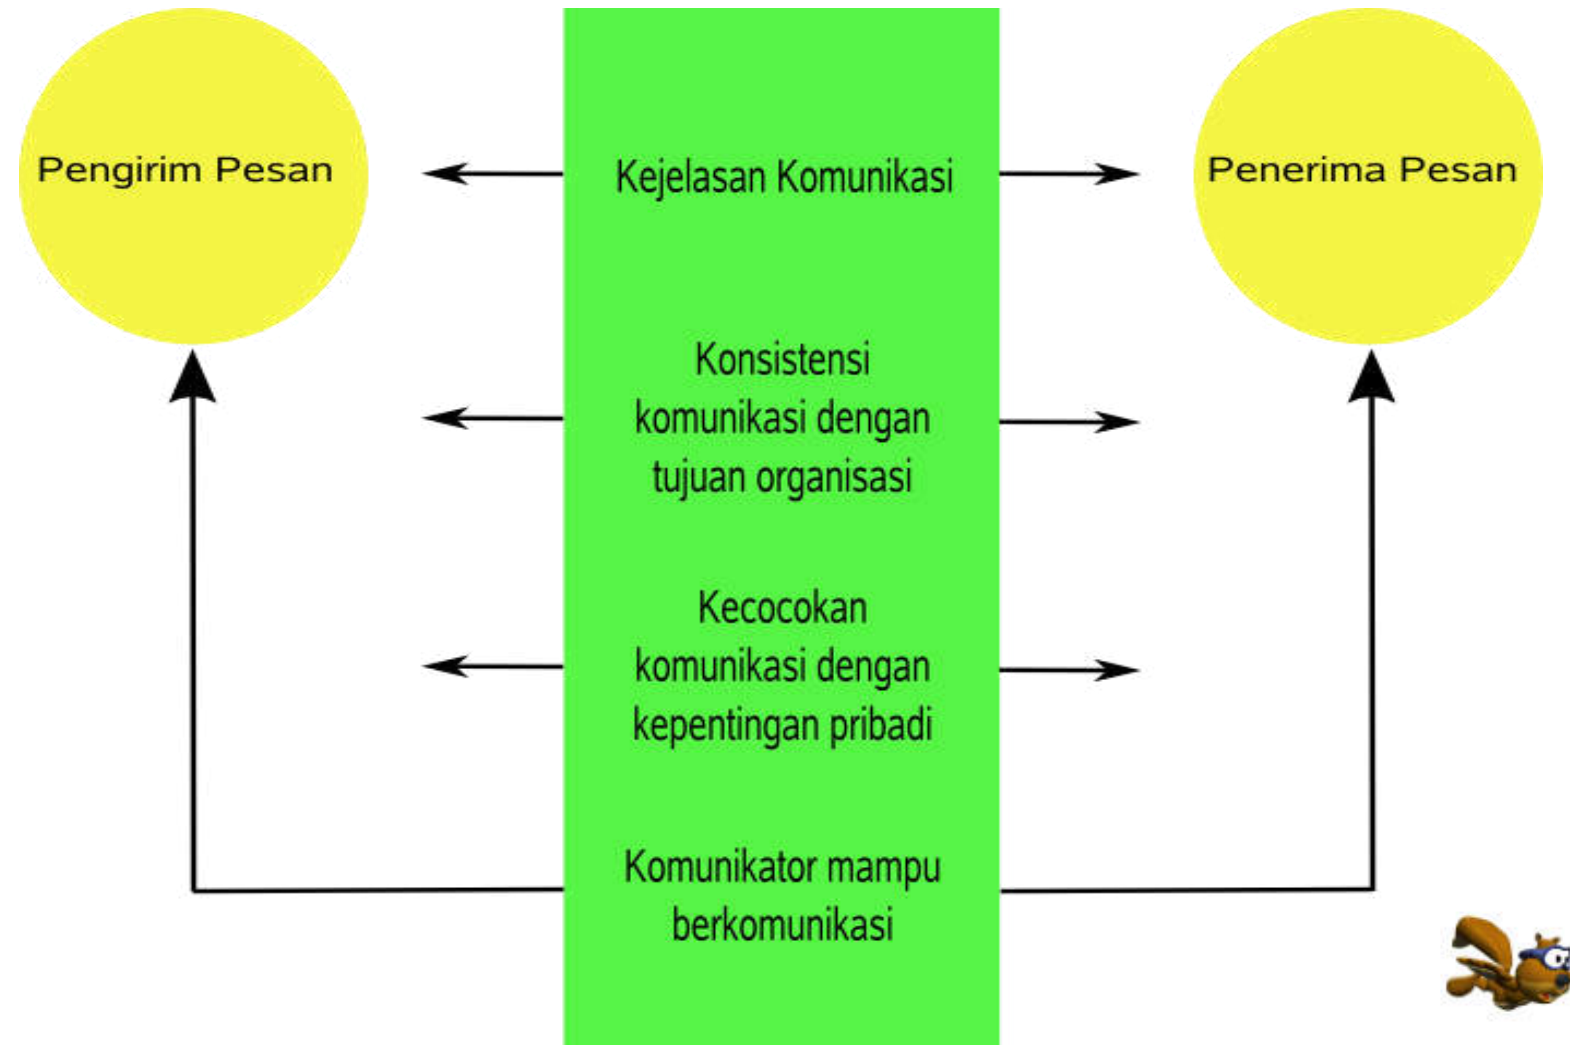 Pengirim Pesan
Kejelasan Komunikasi
Penerima Pesan
Konsistensi
komunikasi dengan
tujuan organisasi
Kecocokan
komunikasi dengan
kepentingan pribadi
Komunikator mampu
berkomunikasi